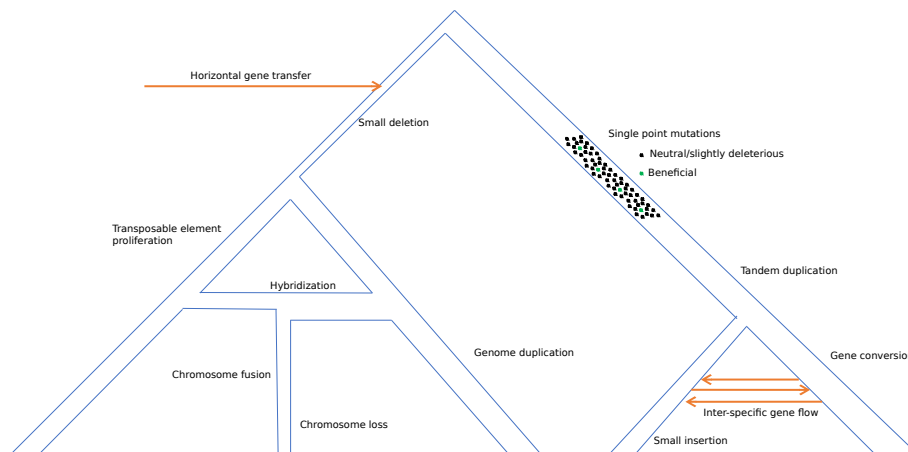 Horizontal gene transfer
Small deletion
Single point mutations
Neutral/slightly deleterious
Beneficial
Transposable element
proliferation
Tandem duplication
Hybridization
Genome duplication
Gene conversio
Chromosome fusion
Inter-specific gene flow
Chromosome loss
Small insertion